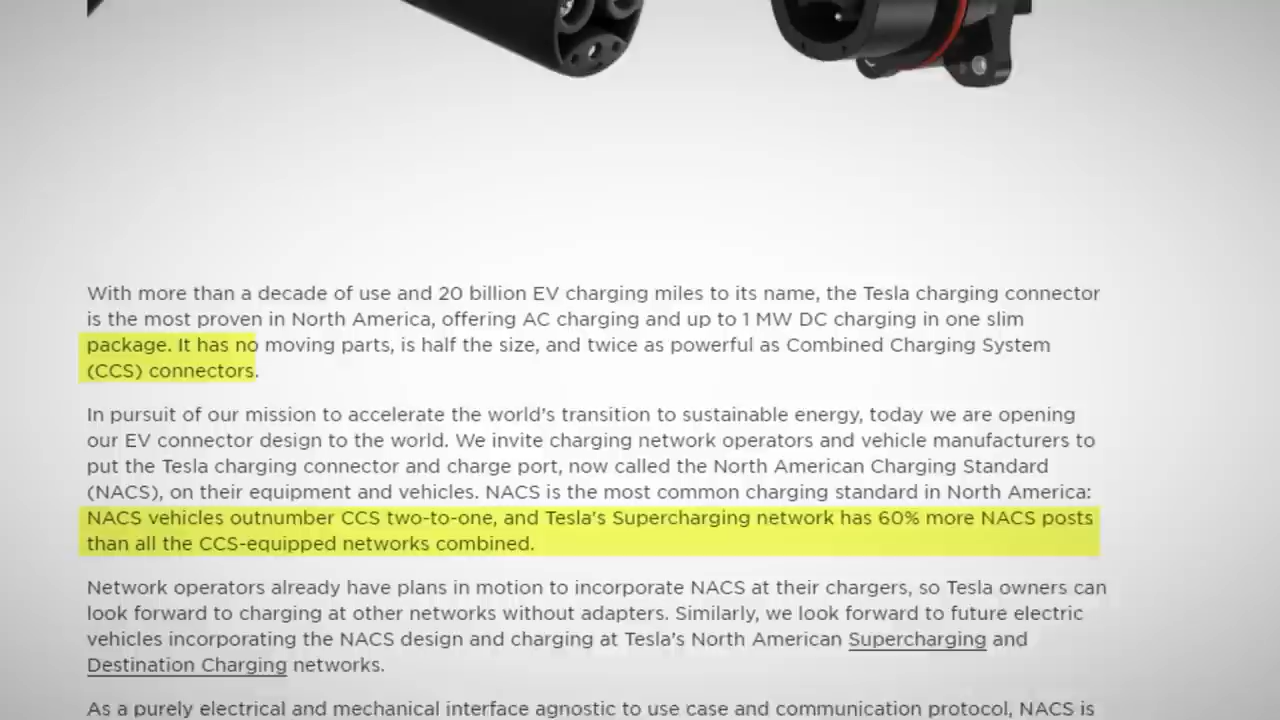 With more than a decade of use and 20 billion EV charging miles to its name, the Tesla charging connector
is the most proven in North America, offering AC charging and up to 1 MW DC charging in one slim
package. It has no moving parts, is half the size, and twice as powerful as Combined Charging System
(CCS) connectors.
In pursuit of our mission to accelerate the world’s transition to sustainable energy, today we are opening
our EV connector design to the world. We invite charging network operators and vehicle manufacturers to
put the Tesla charging connector and charge port, now called the North American Charging Standard
(NACS), on their equipment and vehicles. NACS is the most common charging standard in North America:
NACS vehicles outnumber CCS two-to-one, and Tesla’s Supercharging network has 60% more NACS posts
than all the CCS-equipped networks combined.
Network operators already have plans in motion to incorporate NACS at their chargers, so Tesla owners can
look forward to charging at other networks without adapters. Similarly, we look forward to future electric
vehicles incorporating the NACS design and charging at Tesla’s North American Supercharging and
Destination Charging networks.
As a purely electrical and mechanical interface agnostic to use case and communication protocol, NACS is